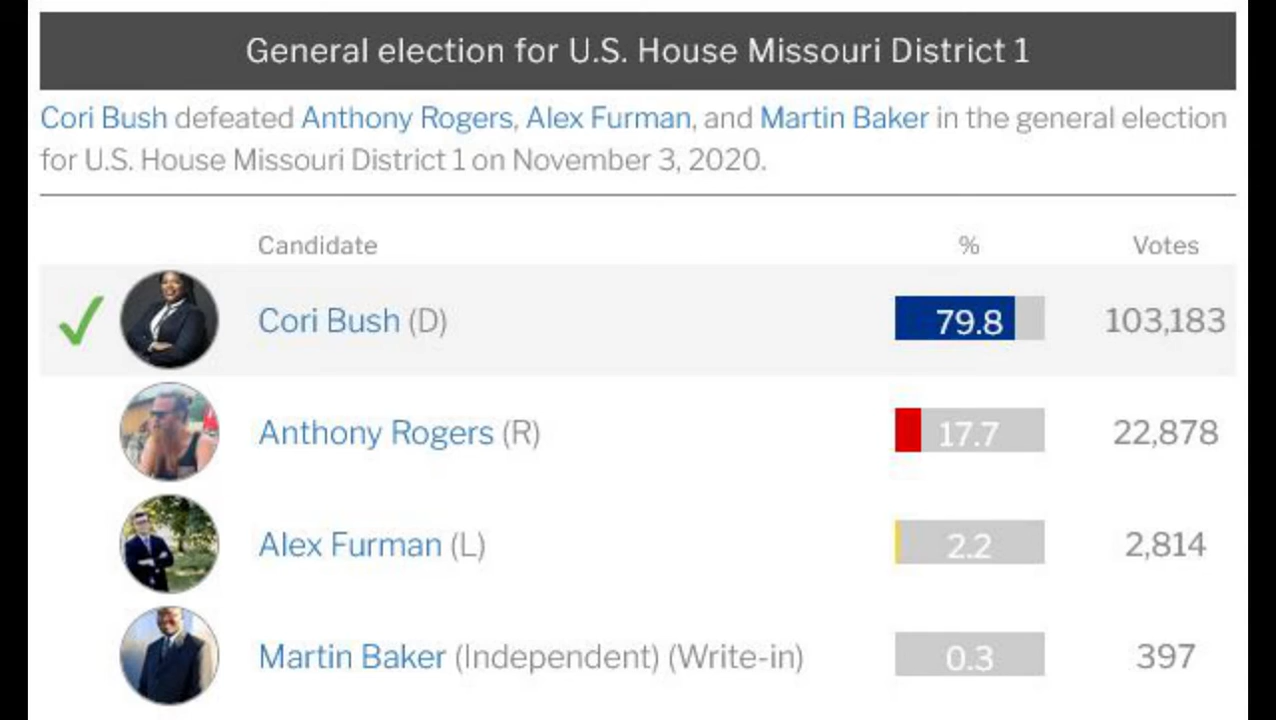 General election for U.S. House Missouri District 1
Cori Bush defeated Anthony Rogers, Alex Furman, and Martin Baker in the general election
for U.S. House Missouri District 1 on November 3, 2020.
Candidate % Votes
Cori Bush (D) 79.8 103,183
Anthony Rogers (R) 17.7 22,878
Alex Furman (L) 2.2 2,814
Martin Baker (Independent) (Write-in) 0.3 397